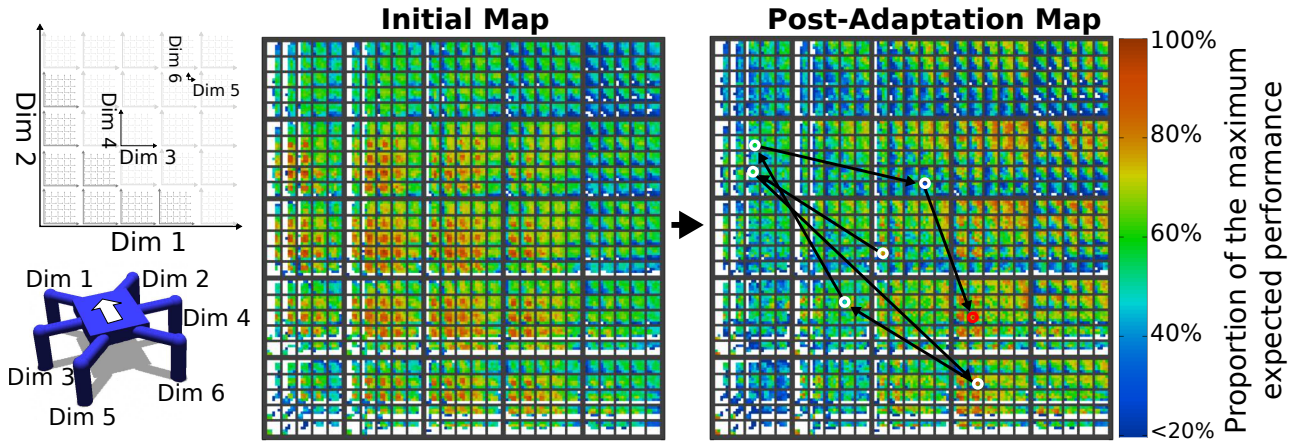 Initial Map
Post-Adaptation Map
Dim 2
Dim 6
Dim 5
Dim 4
Dim 3
Dim 1
Dim 1
Dim 2
Dim 4
Dim 3
Dim 6
Dim 5
100%
80%
60%
40%
<20%
Proportion of the maximum
expected performance